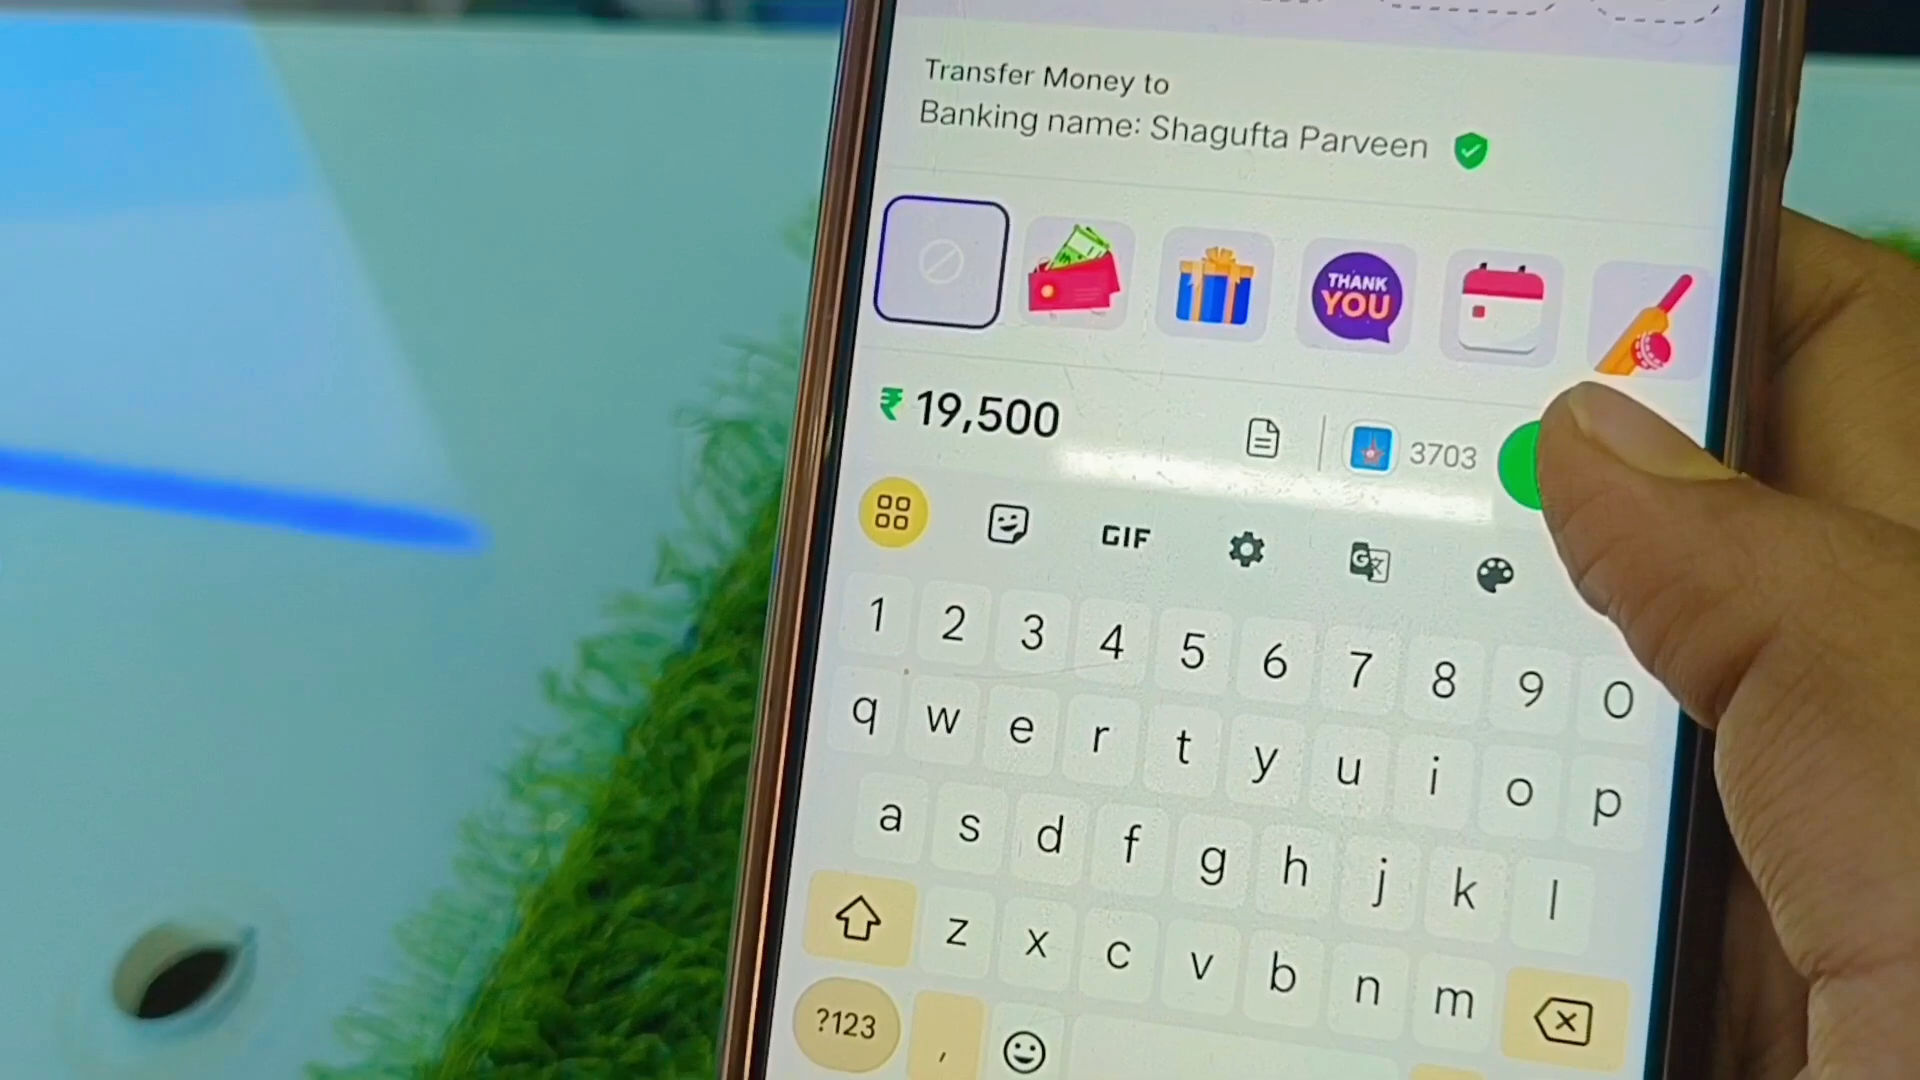 Transfer Money to
Banking name: Shagufta Parveen
THANK
YOU
₹ 19,500
3703
GIF
1 2 3 4 5 6 7 8 9 0
q w e r t y u i o p
a s d f g h j k l
z x c v b n m
?123 ,